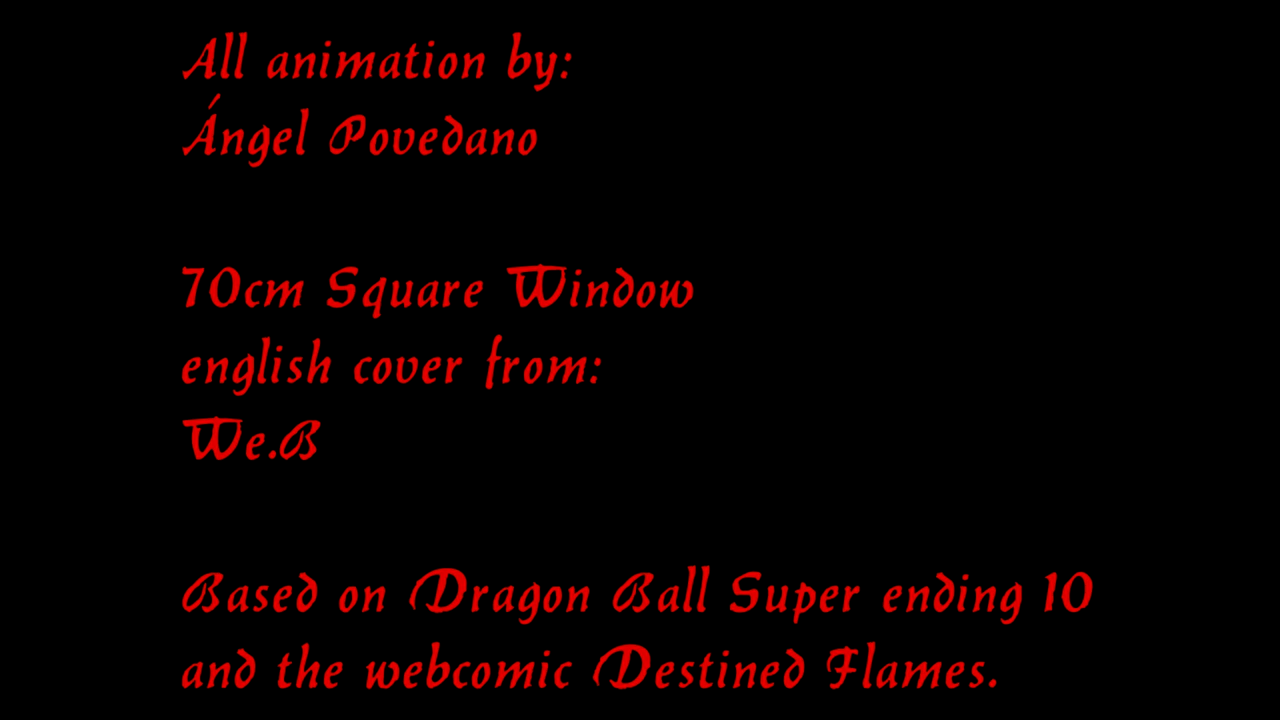 All animation by:
Ángel Povedano
70cm Square Window
english cover from:
We.B
Based on Dragon Ball Super ending 10
and the webcomic Destined Flames.